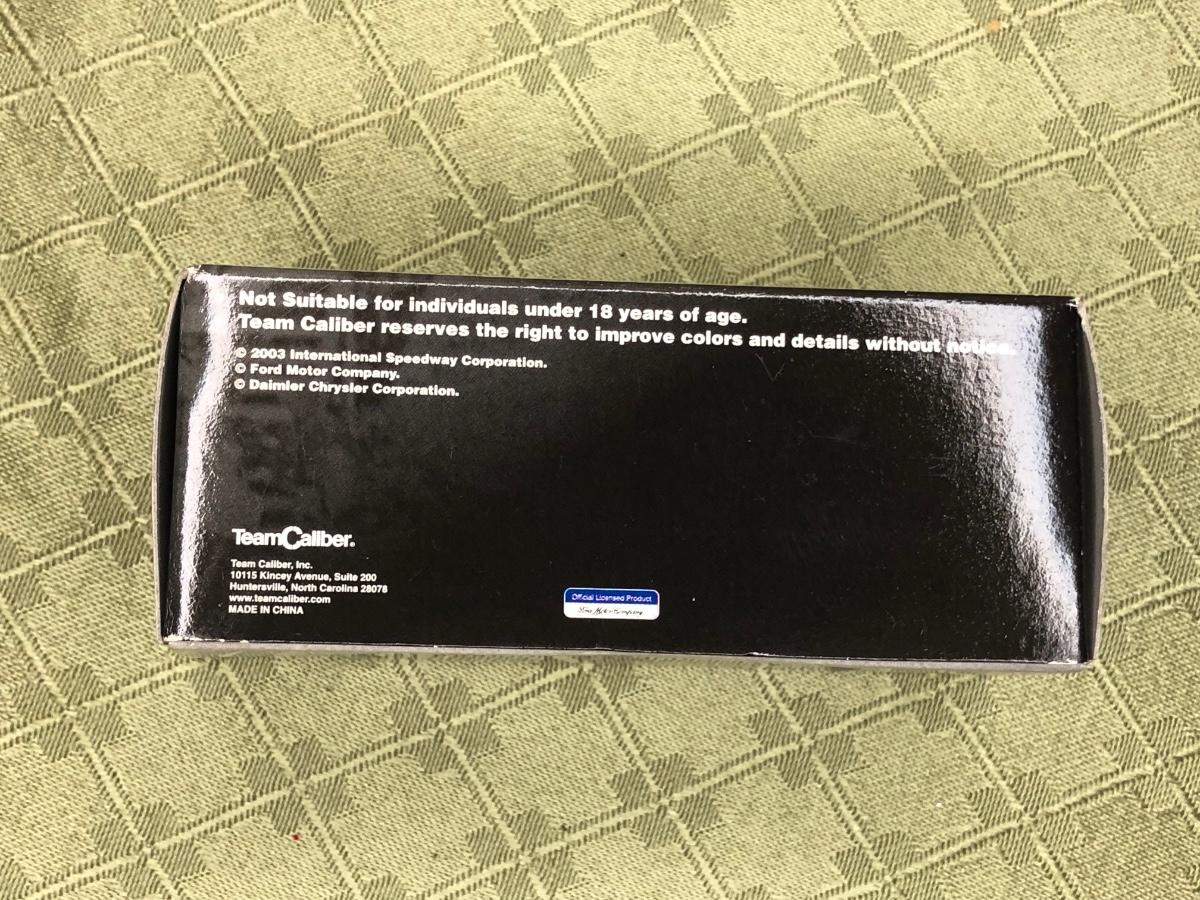 Not Suitable for individuals under 18 years of age.
Team Caliber reserves the right to improve colors and details without notice.
© 2003 International Speedway Corporation.
© Ford Motor Company.
© Daimler Chrysler Corporation.
TeamCaliber.
Team Caliber, Inc.
10115 Kincey Avenue, Suite 200
Huntersville, North Carolina 28078
www.teamcaliber.com
MADE IN CHINA
Official Licensed Product